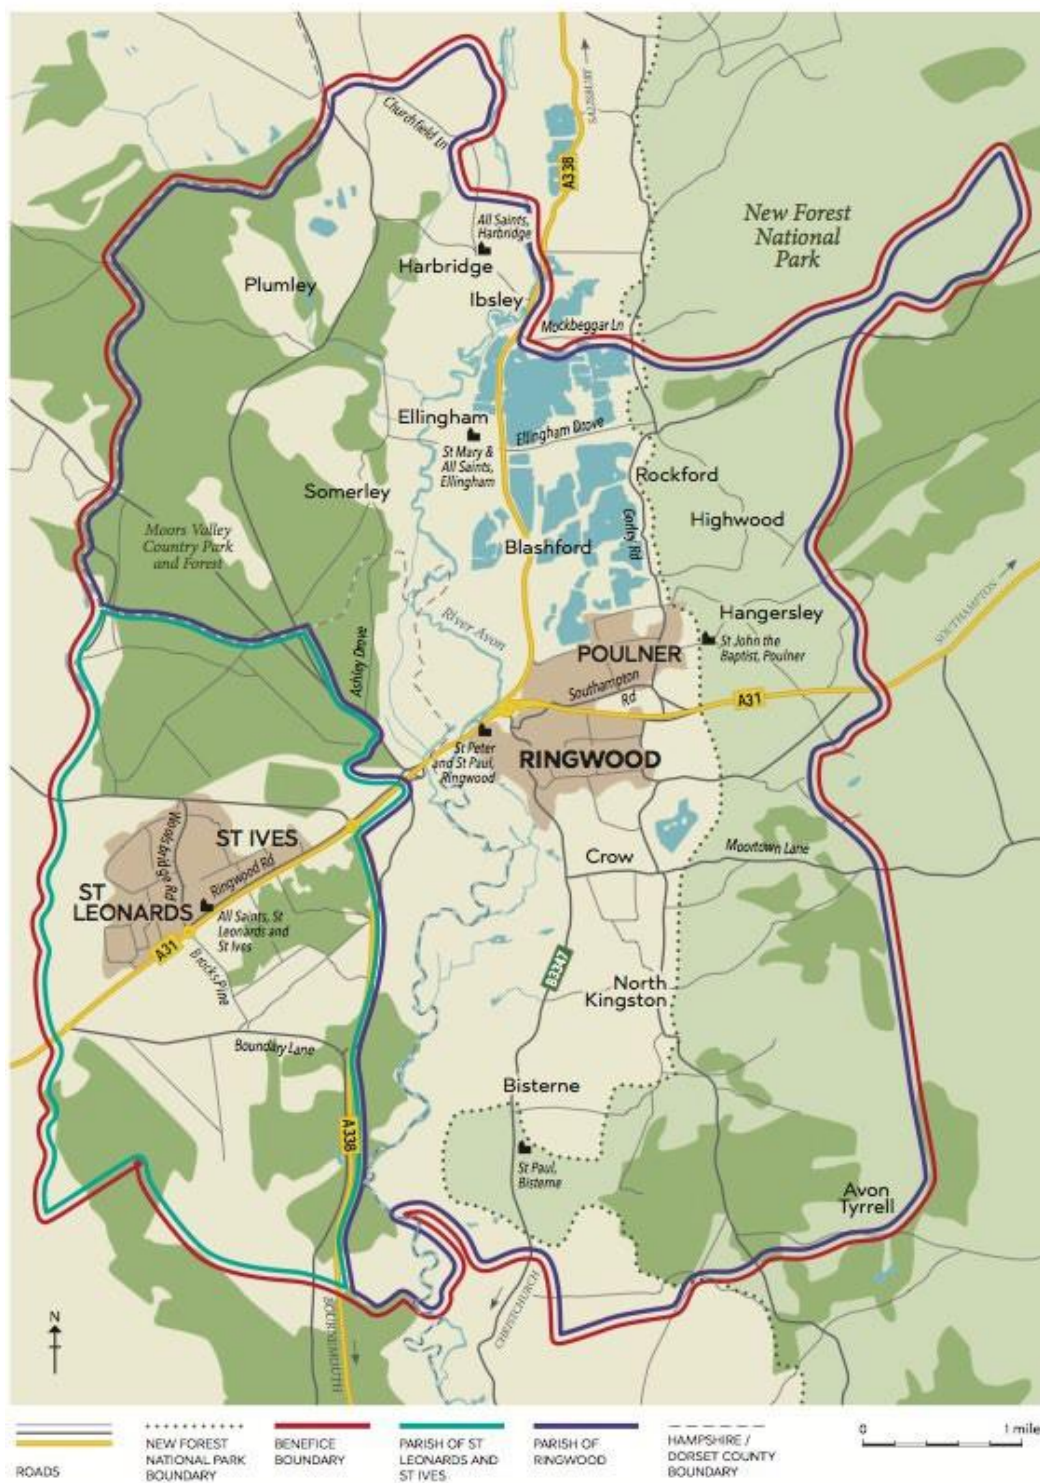 Churchfield Ln
SALISBURY
A338
All Saints,
Harbridge
Harbridge
Plumley
Ibsley
Mockbeggar Ln
New Forest
National
Park
Ellingham
St Mary &
All Saints,
Ellingham
Ellingham Drove
Rockford
Somerley
Highwood
Gorley Rd
Moors Valley
Country Park
and Forest
Blashford
River Avon
Hangersley
St John the
Baptist, Poulner
SOUTHAMPTON
Ashley Drove
POULNER
Southampton
Rd
A31
St Peter
and St Paul,
Ringwood
RINGWOOD
Woolsbridge Rd
ST IVES
Ringwood Rd
Crow
Moortown Lane
ST
LEONARDS
All Saints, St
Leonards and
St Ives
A31
Brocks Pine
B3347
North
Kingston
Boundary Lane
Bisterne
A338
St Paul,
Bisterne
Avon
Tyrrell
CHRISTCHURCH
BOURNEMOUTH
N
ROADS
NEW FOREST
NATIONAL PARK
BOUNDARY
BENEFICE
BOUNDARY
PARISH OF ST
LEONARDS AND
ST IVES
PARISH OF
RINGWOOD
HAMPSHIRE /
DORSET COUNTY
BOUNDARY
0 1 mile